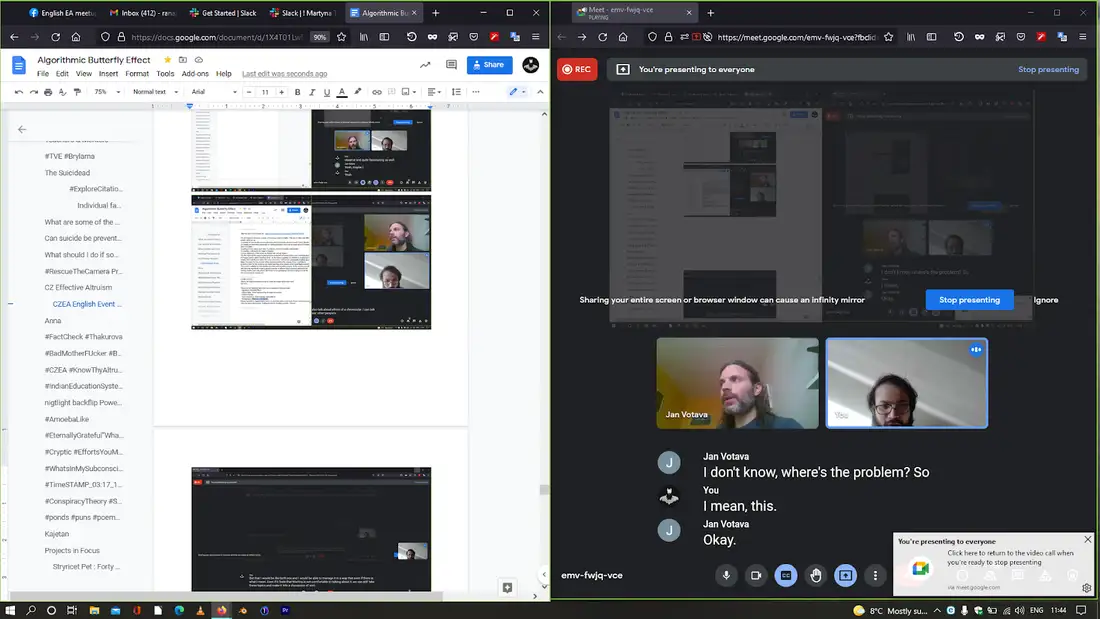 English EA meetup
Inbox (412) - rana
Get Started | Slack
Slack | ! Martyna
Algorithmic Bu
https://docs.google.com/document/d/1X4T01Lw
90%
Algorithmic Butterfly Effect
File Edit View Insert Format Tools Add-ons Help
Last edit was seconds ago
Share
75%
Normal text
Arial
11
#TVE #Brylama
The Suicidead
#ExploreCitatio...
Individual fa...
What are some of the ...
Can suicide be prevent...
What should I do if so...
#RescueTheCamera Pr...
CZ Effective Altruism
CZEA English Event ...
Anna
#FactCheck #Thakurova
#BadMotherFUcker #B...
#CZEA #KnowThyAltru...
#IndianEducationSyste...
nigtlight backflip Powe...
#AmoebaLike
#EternallyGrateful"Wha...
#Cryptic #EffortsYouM...
#WhatsInMySubconsci...
#TimeSTAMP_03:17_1...
#ConspiracyTheory #S...
#ponds #puns #poem...
Kajetan
Projects in Focus
Stryricet Pet : Forty ...
Meet - emv-fwjq-vce
PLAYING
https://meet.google.com/emv-fwjq-vce?fbclid
REC
You're presenting to everyone
Stop presenting
Sharing your entire screen or browser window can cause an infinity mirror
Stop presenting
Ignore
Jan Votava
You
Jan Votava
I don't know, where's the problem? So
You
I mean, this.
Jan Votava
Okay.
emv-fwjq-vce
You're presenting to everyone
Click here to return to the video call when
you're ready to stop presenting
via meet.google.com
8°C Mostly su...
ENG
11:44